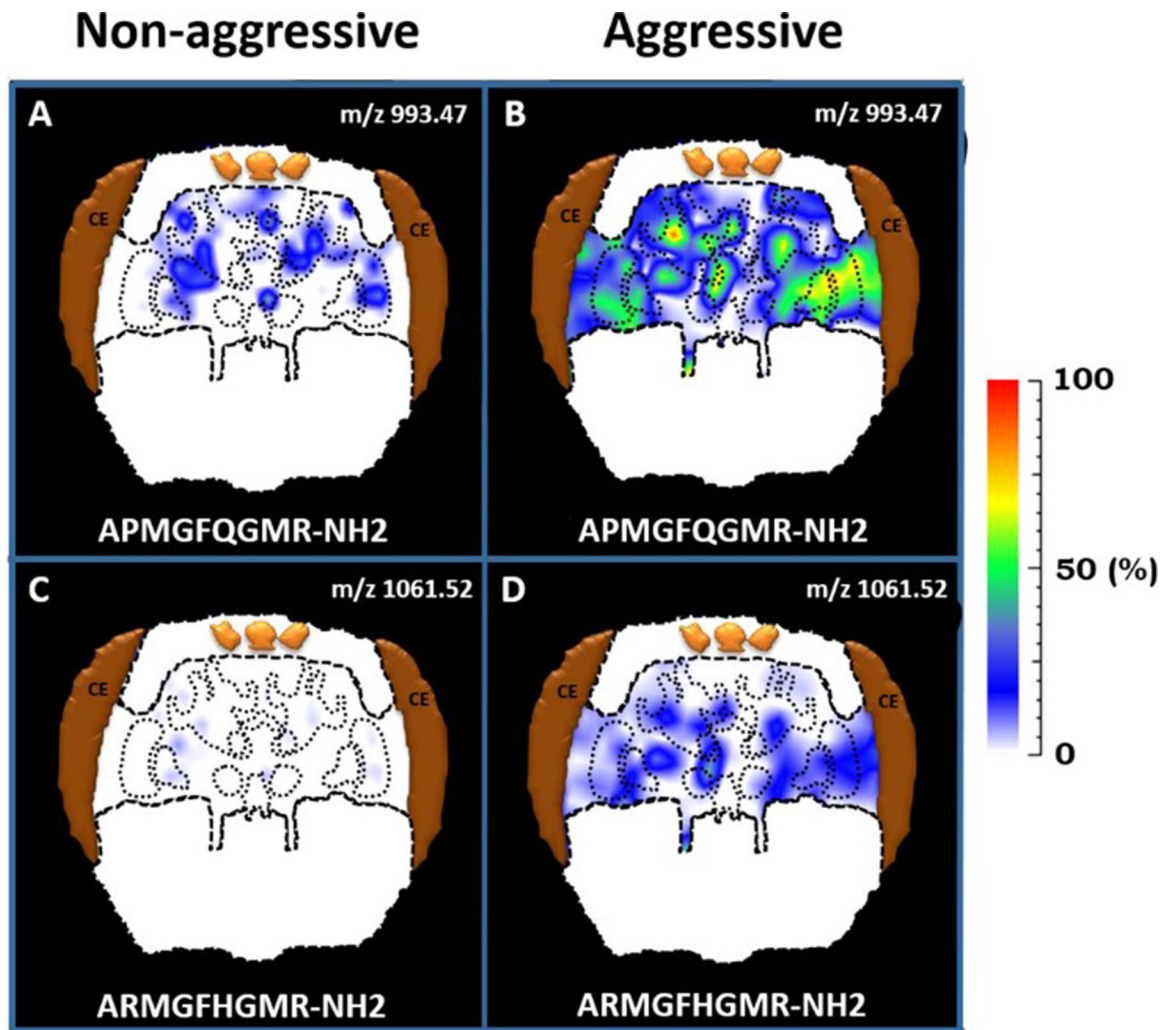 Non-aggressive
Aggressive
A
m/z 993.47
CE
CE
APMGFQGMR-NH2
B
m/z 993.47
CE
CE
APMGFQGMR-NH2
C
m/z 1061.52
CE
CE
ARMGFHGMR-NH2
D
m/z 1061.52
CE
CE
ARMGFHGMR-NH2
100
50 (%)
0